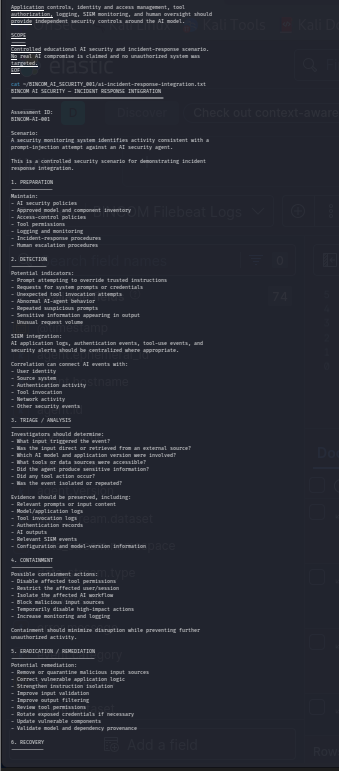 Application controls, identity and access management, tool
authorization, logging, SIEM monitoring, and human oversight should
provide independent security controls around the AI model.
SCOPE
Controlled educational AI security and incident-response scenario.
No real AI compromise is claimed and no unauthorized system was
targeted.
EOF
cat ~/BINCOM_AI_SECURITY_001/ai-incident-response-integration.txt
BINCOM AI SECURITY — INCIDENT RESPONSE INTEGRATION
Assessment ID:
BINCOM-AI-001
Scenario:
A security monitoring system identifies activity consistent with a
prompt-injection attempt against an AI security agent.
This is a controlled security scenario for demonstrating incident
response integration.
1. PREPARATION
Maintain:
- AI security policies
- Approved model and component inventory
- Access-control policies
- Tool permissions
- Logging and monitoring
- Incident-response procedures
- Human escalation procedures
2. DETECTION
Potential indicators:
- Prompt attempting to override trusted instructions
- Requests for system prompts or credentials
- Unexpected tool invocation attempts
- Abnormal AI-agent behavior
- Repeated suspicious prompts
- Sensitive information appearing in output
- Unusual request volume
SIEM integration:
AI application logs, authentication events, tool-use events, and
security alerts should be centralized where appropriate.
Correlation can connect AI events with:
- User identity
- Source system
- Authentication activity
- Tool invocation
- Network activity
- Other security events
3. TRIAGE / ANALYSIS
Investigators should determine:
- What input triggered the event?
- Was the input direct or retrieved from an external source?
- Which AI model and application version were involved?
- What tools or data sources were accessible?
- Did the agent produce sensitive information?
- Did any tool action occur?
- Was the event isolated or repeated?
Evidence should be preserved, including:
- Relevant prompts or input content
- Model/application logs
- Tool invocation logs
- Authentication records
- AI outputs
- Relevant SIEM events
- Configuration and model-version information
4. CONTAINMENT
Possible containment actions:
- Disable affected tool permissions
- Restrict the affected user/session
- Isolate the affected AI workflow
- Block malicious input sources
- Temporarily disable high-impact actions
- Increase monitoring and logging
Containment should minimize disruption while preventing further
unauthorized activity.
5. ERADICATION / REMEDIATION
Potential remediation:
- Remove or quarantine malicious input sources
- Correct vulnerable application logic
- Strengthen instruction isolation
- Improve input validation
- Improve output filtering
- Review tool permissions
- Rotate exposed credentials if necessary
- Update vulnerable components
- Validate model and dependency provenance
6. RECOVERY
Kali Tools
Kali D
elastic
Discover
Check out context-aware
M Filebeat Logs
0
74
Do
Add a field
Row